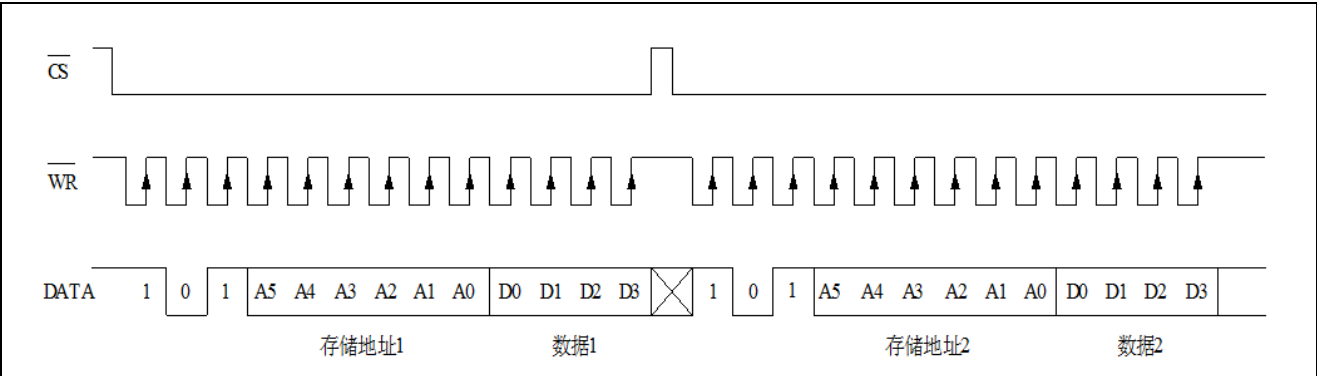 CS
WR
DATA 1 0 1 A5 A4 A3 A2 A1 A0 D0 D1 D2 D3 1 0 1 A5 A4 A3 A2 A1 A0 D0 D1 D2 D3
存储地址1 数据1 存储地址2 数据2